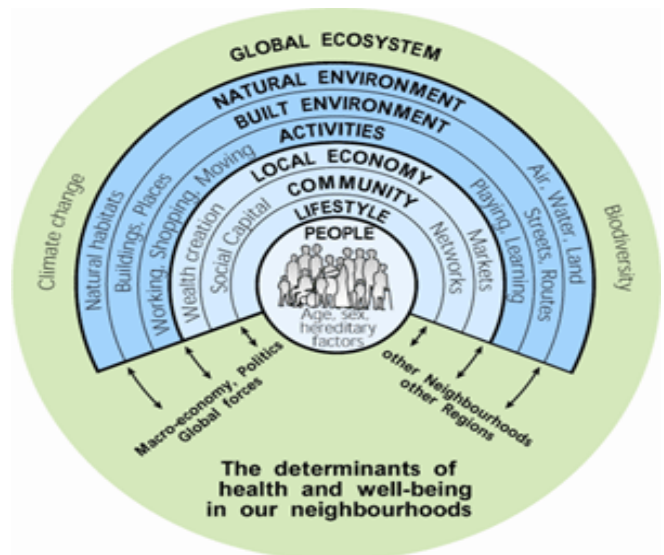 GLOBAL ECOSYSTEM
NATURAL ENVIRONMENT
BUILT ENVIRONMENT
ACTIVITIES
LOCAL ECONOMY
COMMUNITY
LIFESTYLE
PEOPLE
Age, sex,
hereditary
factors
Climate change
Natural habitats
Buildings, Places
Working, Shopping, Moving
Wealth creation
Social Capital
Networks
Markets
Playing, Learning
Streets, Routes
Air, Water, Land
Biodiversity
Macro-economy, Politics
Global forces
other Neighbourhoods
other Regions
The determinants of
health and well-being
in our neighbourhoods